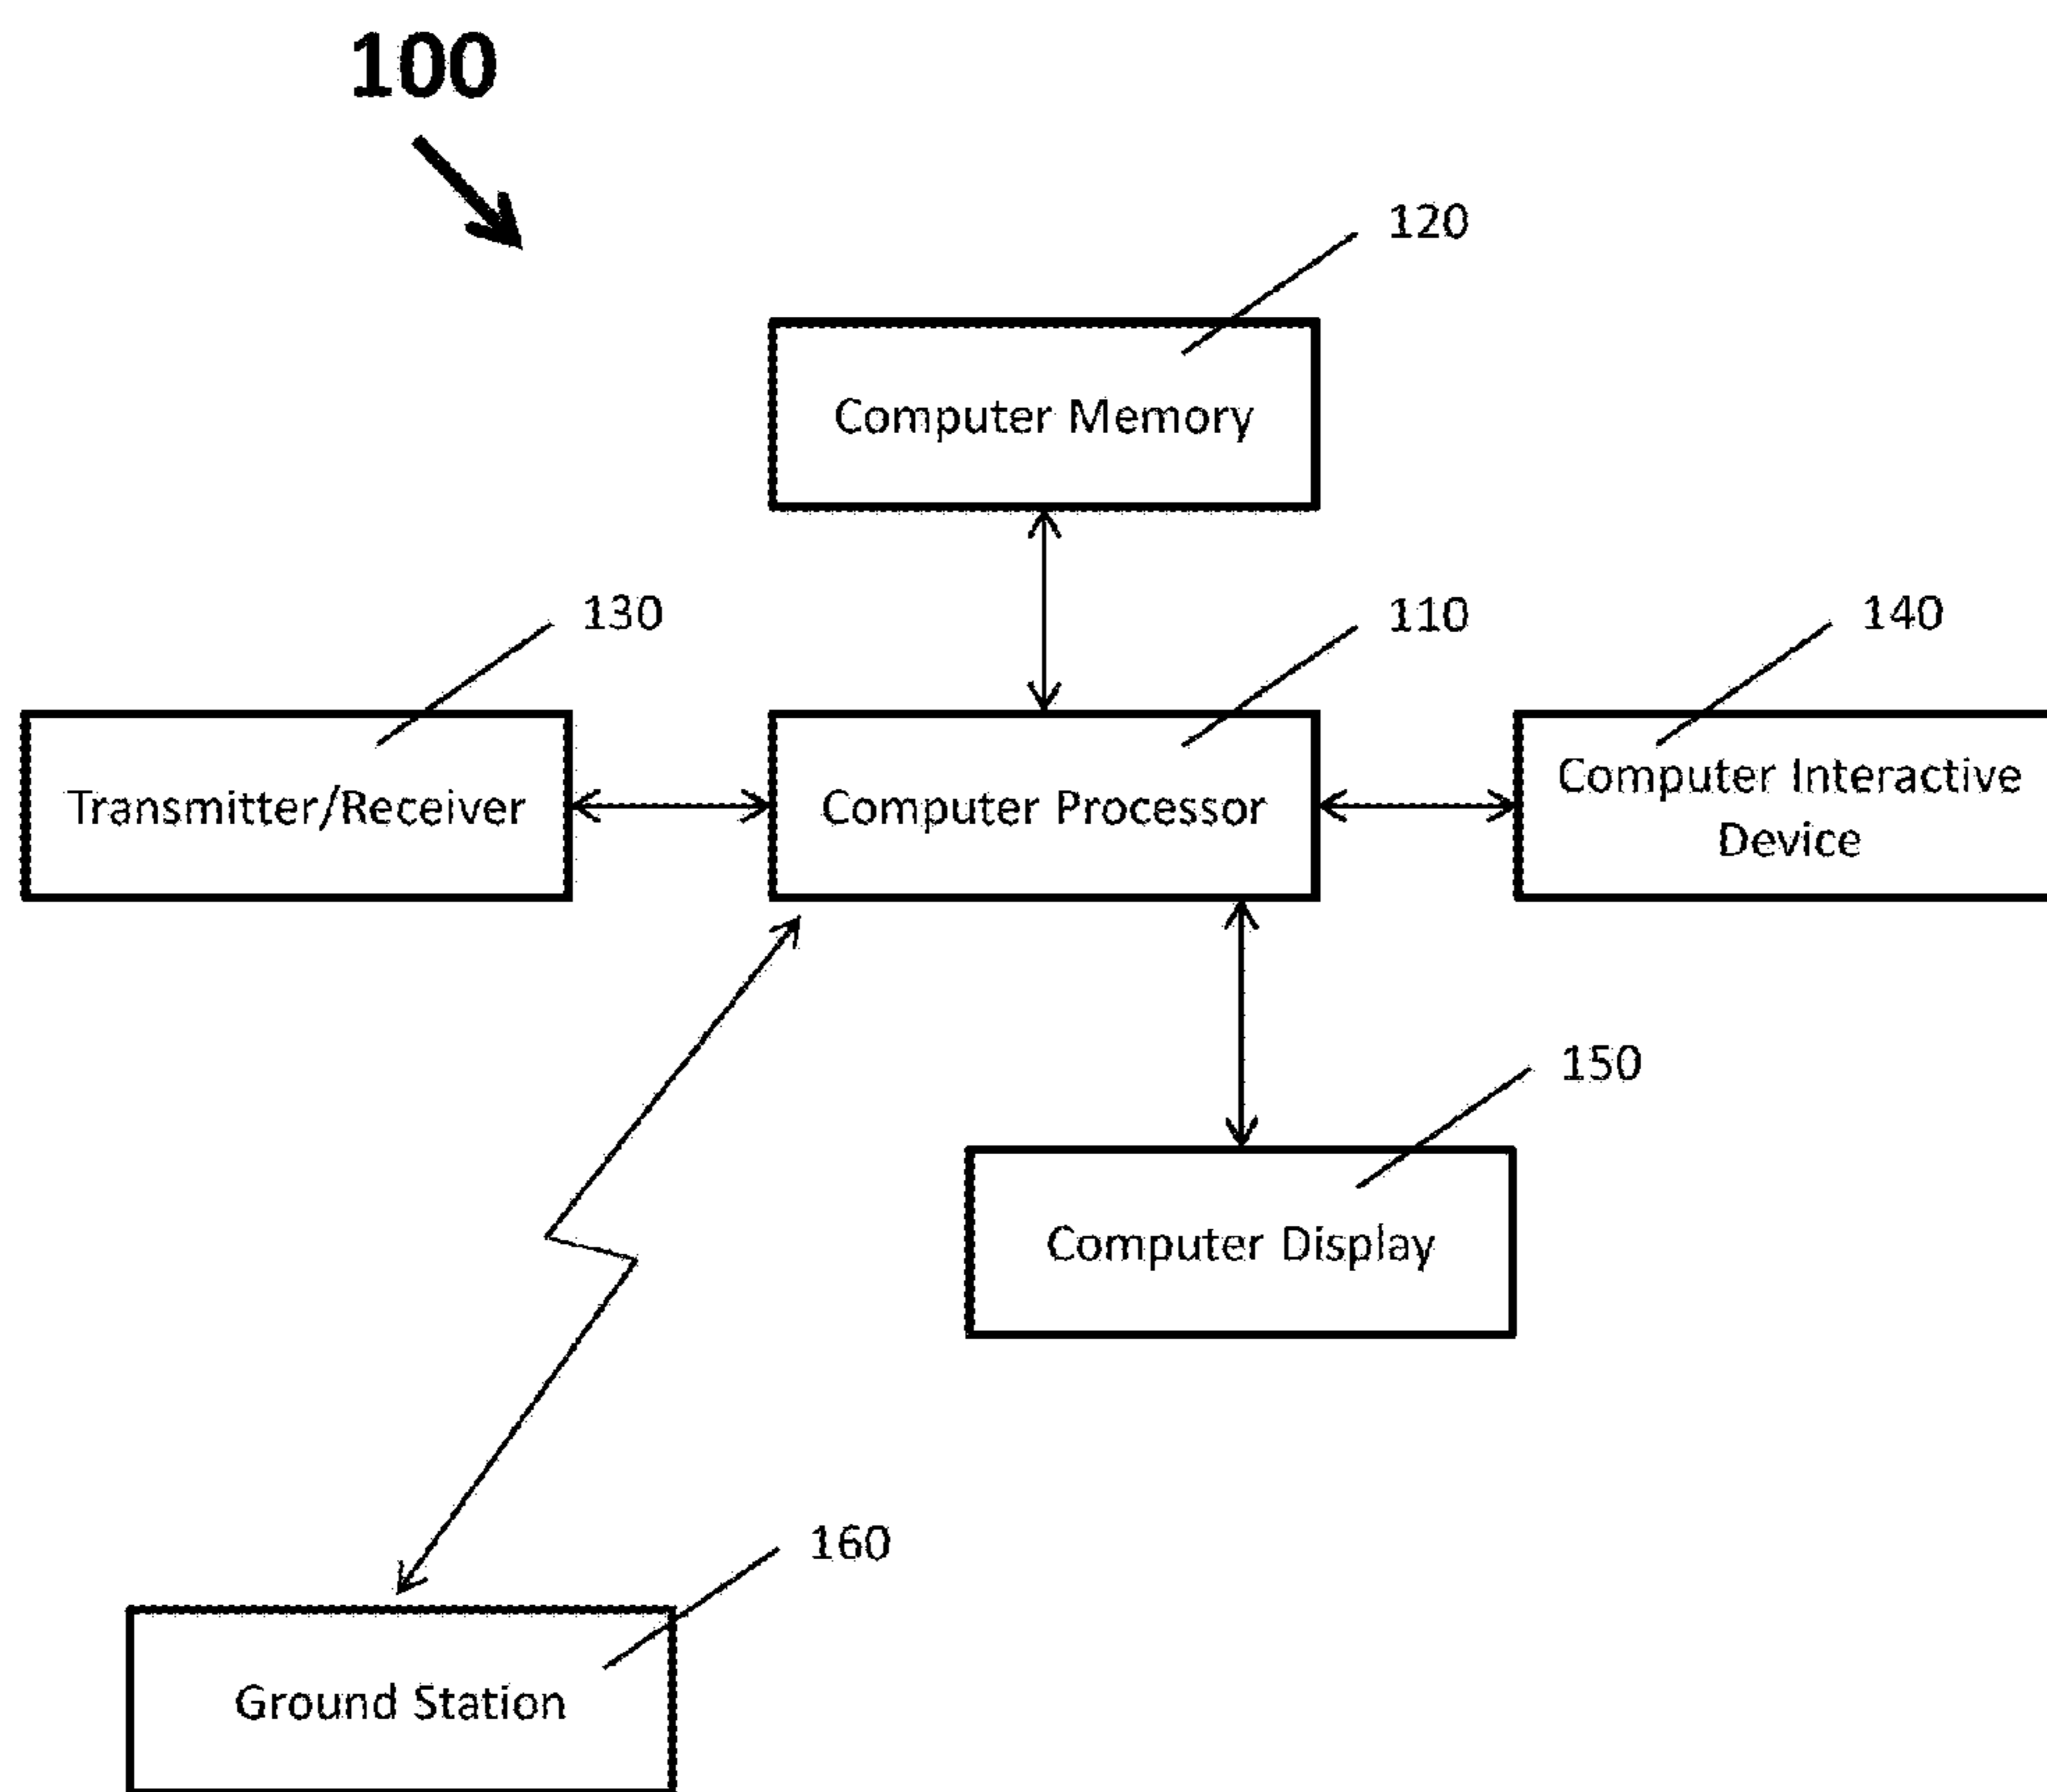 100
120
Computer Memory
130
110
140
Transmitter/Receiver
Computer Processor
Computer Interactive
Device
150
Computer Display
160
Ground Station